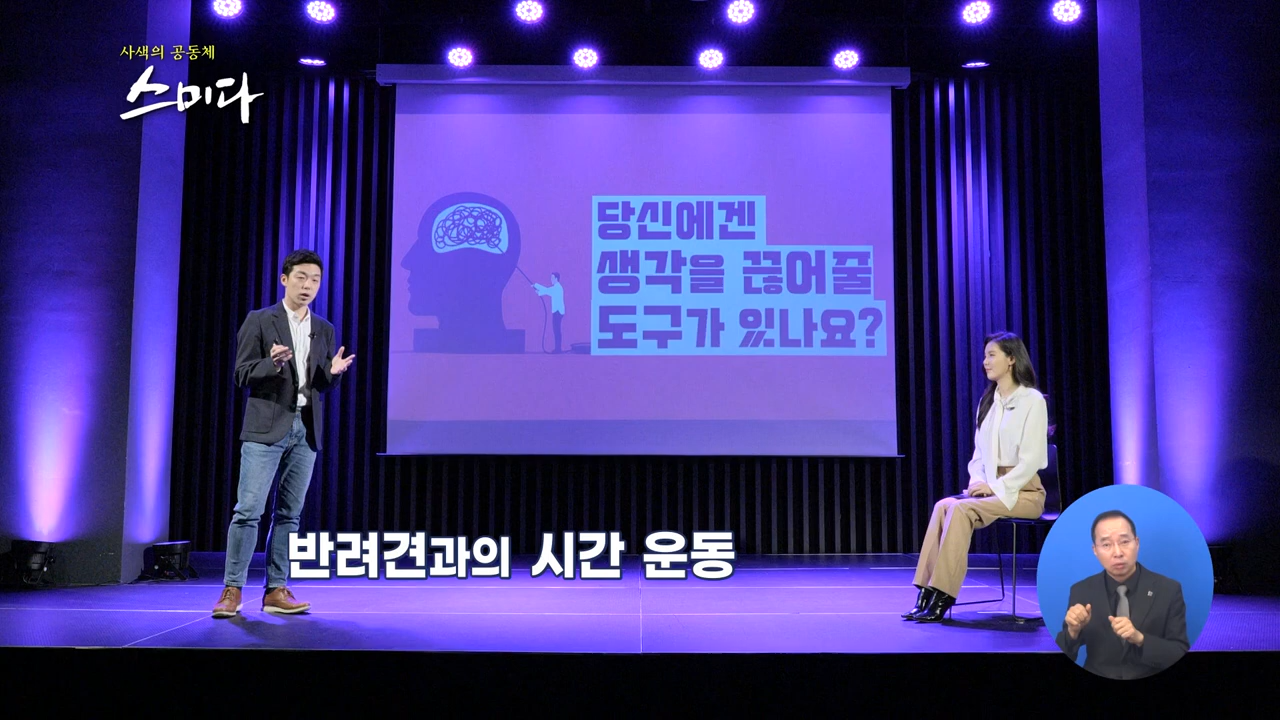 사색의 공동체
스미다
당신에겐
생각을 끊어줄
도구가 있나요?
반려견과의 시간 운동